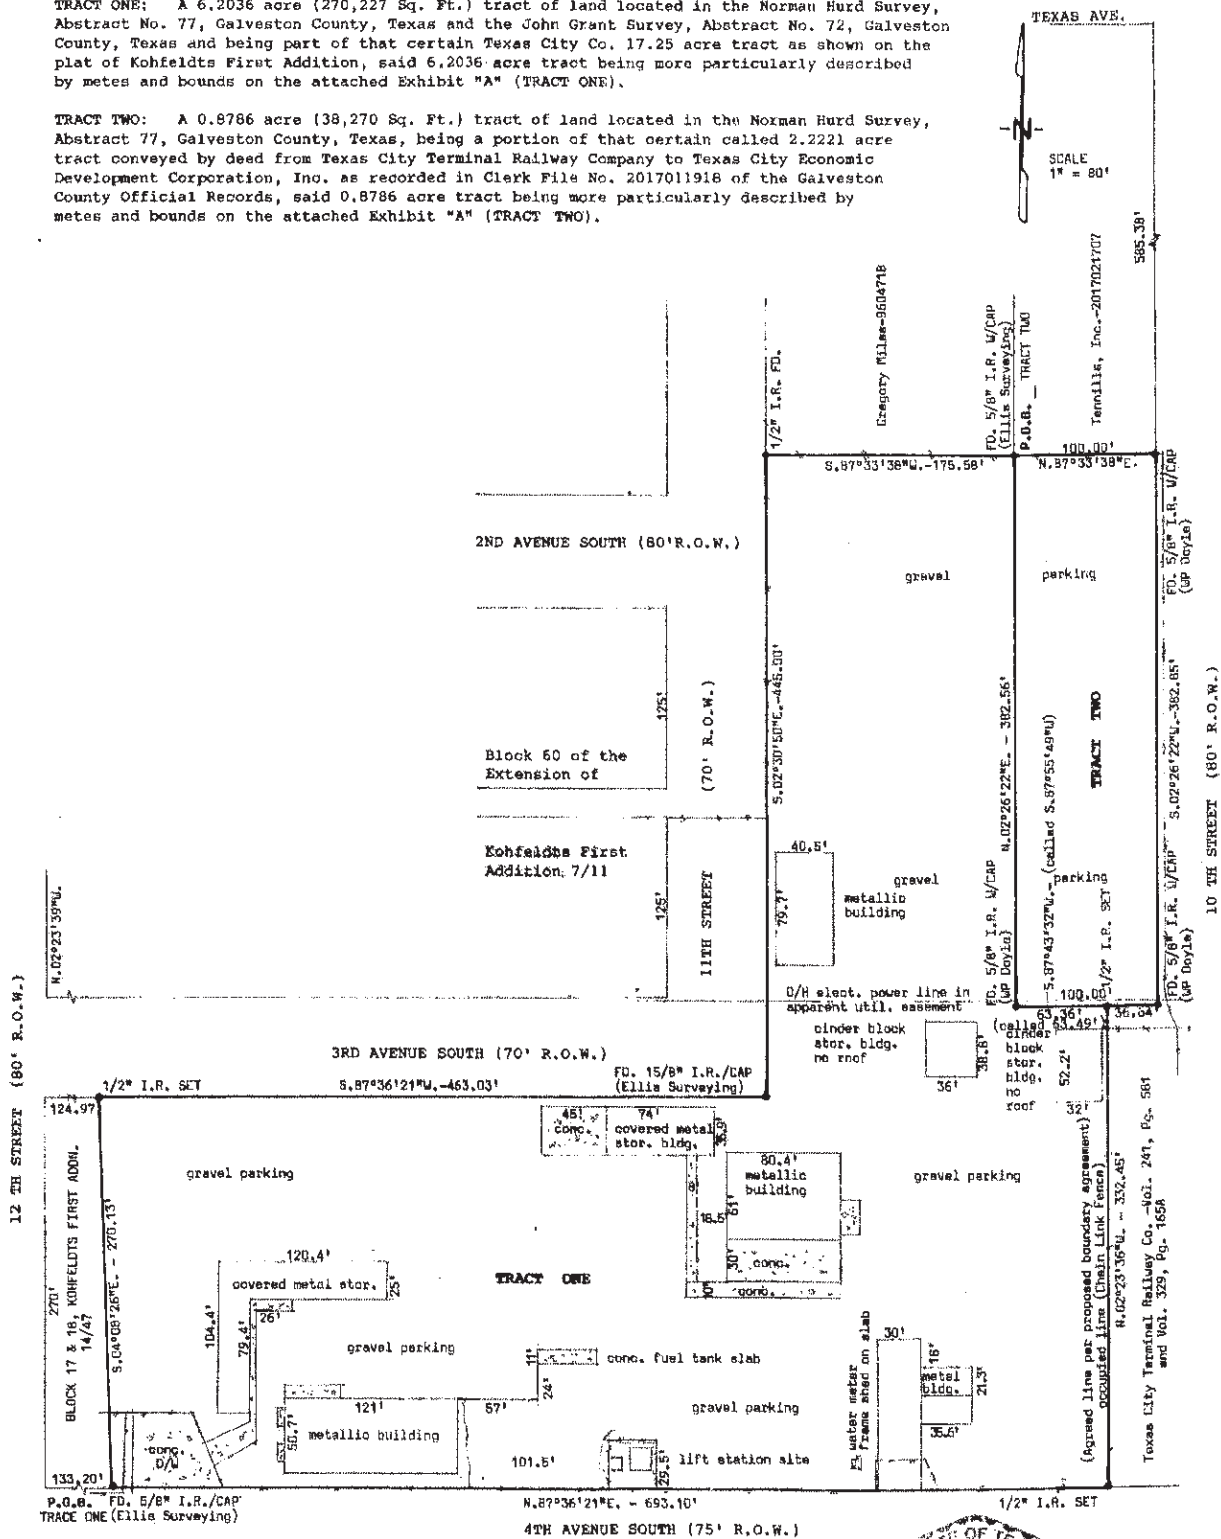 TRACT ONE: A 6.2036 acre (270,227 Sq. Ft.) tract of land located in the Norman Hurd Survey,
Abstract No. 77, Galveston County, Texas and the John Grant Survey, Abstract No. 72, Galveston
County, Texas and being part of that certain Texas City Co. 17.25 acre tract as shown on the
plat of Kohfeldts First Addition, said 6.2036 acre tract being more particularly described
by metes and bounds on the attached Exhibit "A" (TRACT ONE).
TRACT TWO: A 0.8786 acre (38,270 Sq. Ft.) tract of land located in the Norman Hurd Survey,
Abstract 77, Galveston County, Texas, being a portion of that certain called 2.2221 acre
tract conveyed by deed from Texas City Terminal Railway Company to Texas City Economic
Development Corporation, Inc. as recorded in Clerk File No. 2017011918 of the Galveston
County Official Records, said 0.8786 acre tract being more particularly described by
metes and bounds on the attached Exhibit "A" (TRACT TWO).
TEXAS AVE.
N
SCALE
1" = 80'
585.38'
Gregory Miles-9604718
Tennills, Inc.-2017021707
1/2" I.R. FD.
FD. 5/8" I.R. W/CAP
(Ellis Surveying)
P.O.B. TRACT TWO
100.00'
S.87°33'38"W.-175.58'
N.87°33'38"E.
FD. 5/8" I.R. W/CAP
(WP Doyle)
2ND AVENUE SOUTH (80'R.O.W.)
gravel
parking
125'
(70' R.O.W.)
S.02°30'50"E.-446.00'
N.02°26'22"E. - 382.56'
S.87°43'32"W.- (called S.87°55'49"W)
TRACT TWO
S.02°26'22"W.-382.85'
10 TH STREET (80' R.O.W.)
Block 60 of the
Extension of
Kohfeldts First
Addition 7/11
125'
11TH STREET
40.5'
79.7'
metallic
building
gravel
parking
FD. 5/8" I.R. W/CAP
(WP Doyle)
1/2" I.R. SET
FD. 5/8" I.R. W/CAP
(WP Doyle)
N.02°23'39"W.
12 TH STREET (80' R.O.W.)
O/H elect. power line in
apparent util. easement
100.00
63.36'
36.64'
(called 63.49')
cinder block
stor. bldg.
no roof
38.8'
36'
cinder
block
stor.
bldg.
no
roof
52.2'
32'
3RD AVENUE SOUTH (70' R.O.W.)
1/2" I.R. SET
S.87°36'21"W.-463.03'
FD. 15/8" I.R./CAP
(Ellis Surveying)
124.97
45'
conc.
74'
covered metal
stor. bldg.
gravel parking
80.4'
metallic
building
8
18.5'
61'
30'
conc.
10'
conc.
gravel parking
(Agreed line per proposed boundary agreement)
occupied line (Chain Link Fence)
N.02°23'36"W. - 332.45'
Texas City Terminal Railway Co.-Vol. 241, Pg. 581
and Vol. 329, Pg. 165A
BLOCK 17 & 18, KOHFELDTS FIRST ADDN.
14/47
270'
S.04°08'26"E. - 270.13'
120.4'
covered metal stor.
25'
26'
104.4'
79.4'
TRACT ONE
gravel parking
11'
conc. fuel tank slab
24'
121'
57'
50.7'
metallic building
101.5'
gravel parking
lift station site
29.5'
water meter
frame shed on slab
30'
16'
metal
bldg.
21.3'
35.6'
conc.
D/W
133.20'
P.O.B.
TRACE ONE
FD. 5/8" I.R./CAP
(Ellis Surveying)
N.87°36'21"E. - 693.10'
1/2" I.R. SET
4TH AVENUE SOUTH (75' R.O.W.)